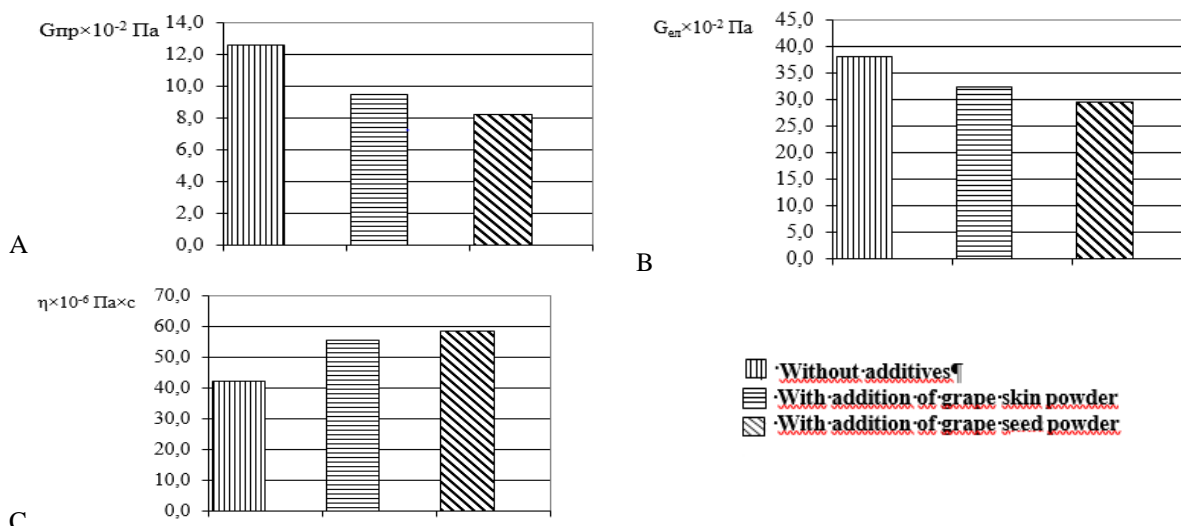 Gпр×10⁻² Па
14,0
12,0
10,0
8,0
6,0
4,0
2,0
0,0
A
Gел×10⁻² Па
45,0
40,0
35,0
30,0
25,0
20,0
15,0
10,0
5,0
0,0
B
η×10⁻⁶ Па×с
70,0
60,0
50,0
40,0
30,0
20,0
10,0
0,0
C
·Without·additives¶
·With·addition·of·grape·skin·powder
·With·addition·of·grape·seed·powder